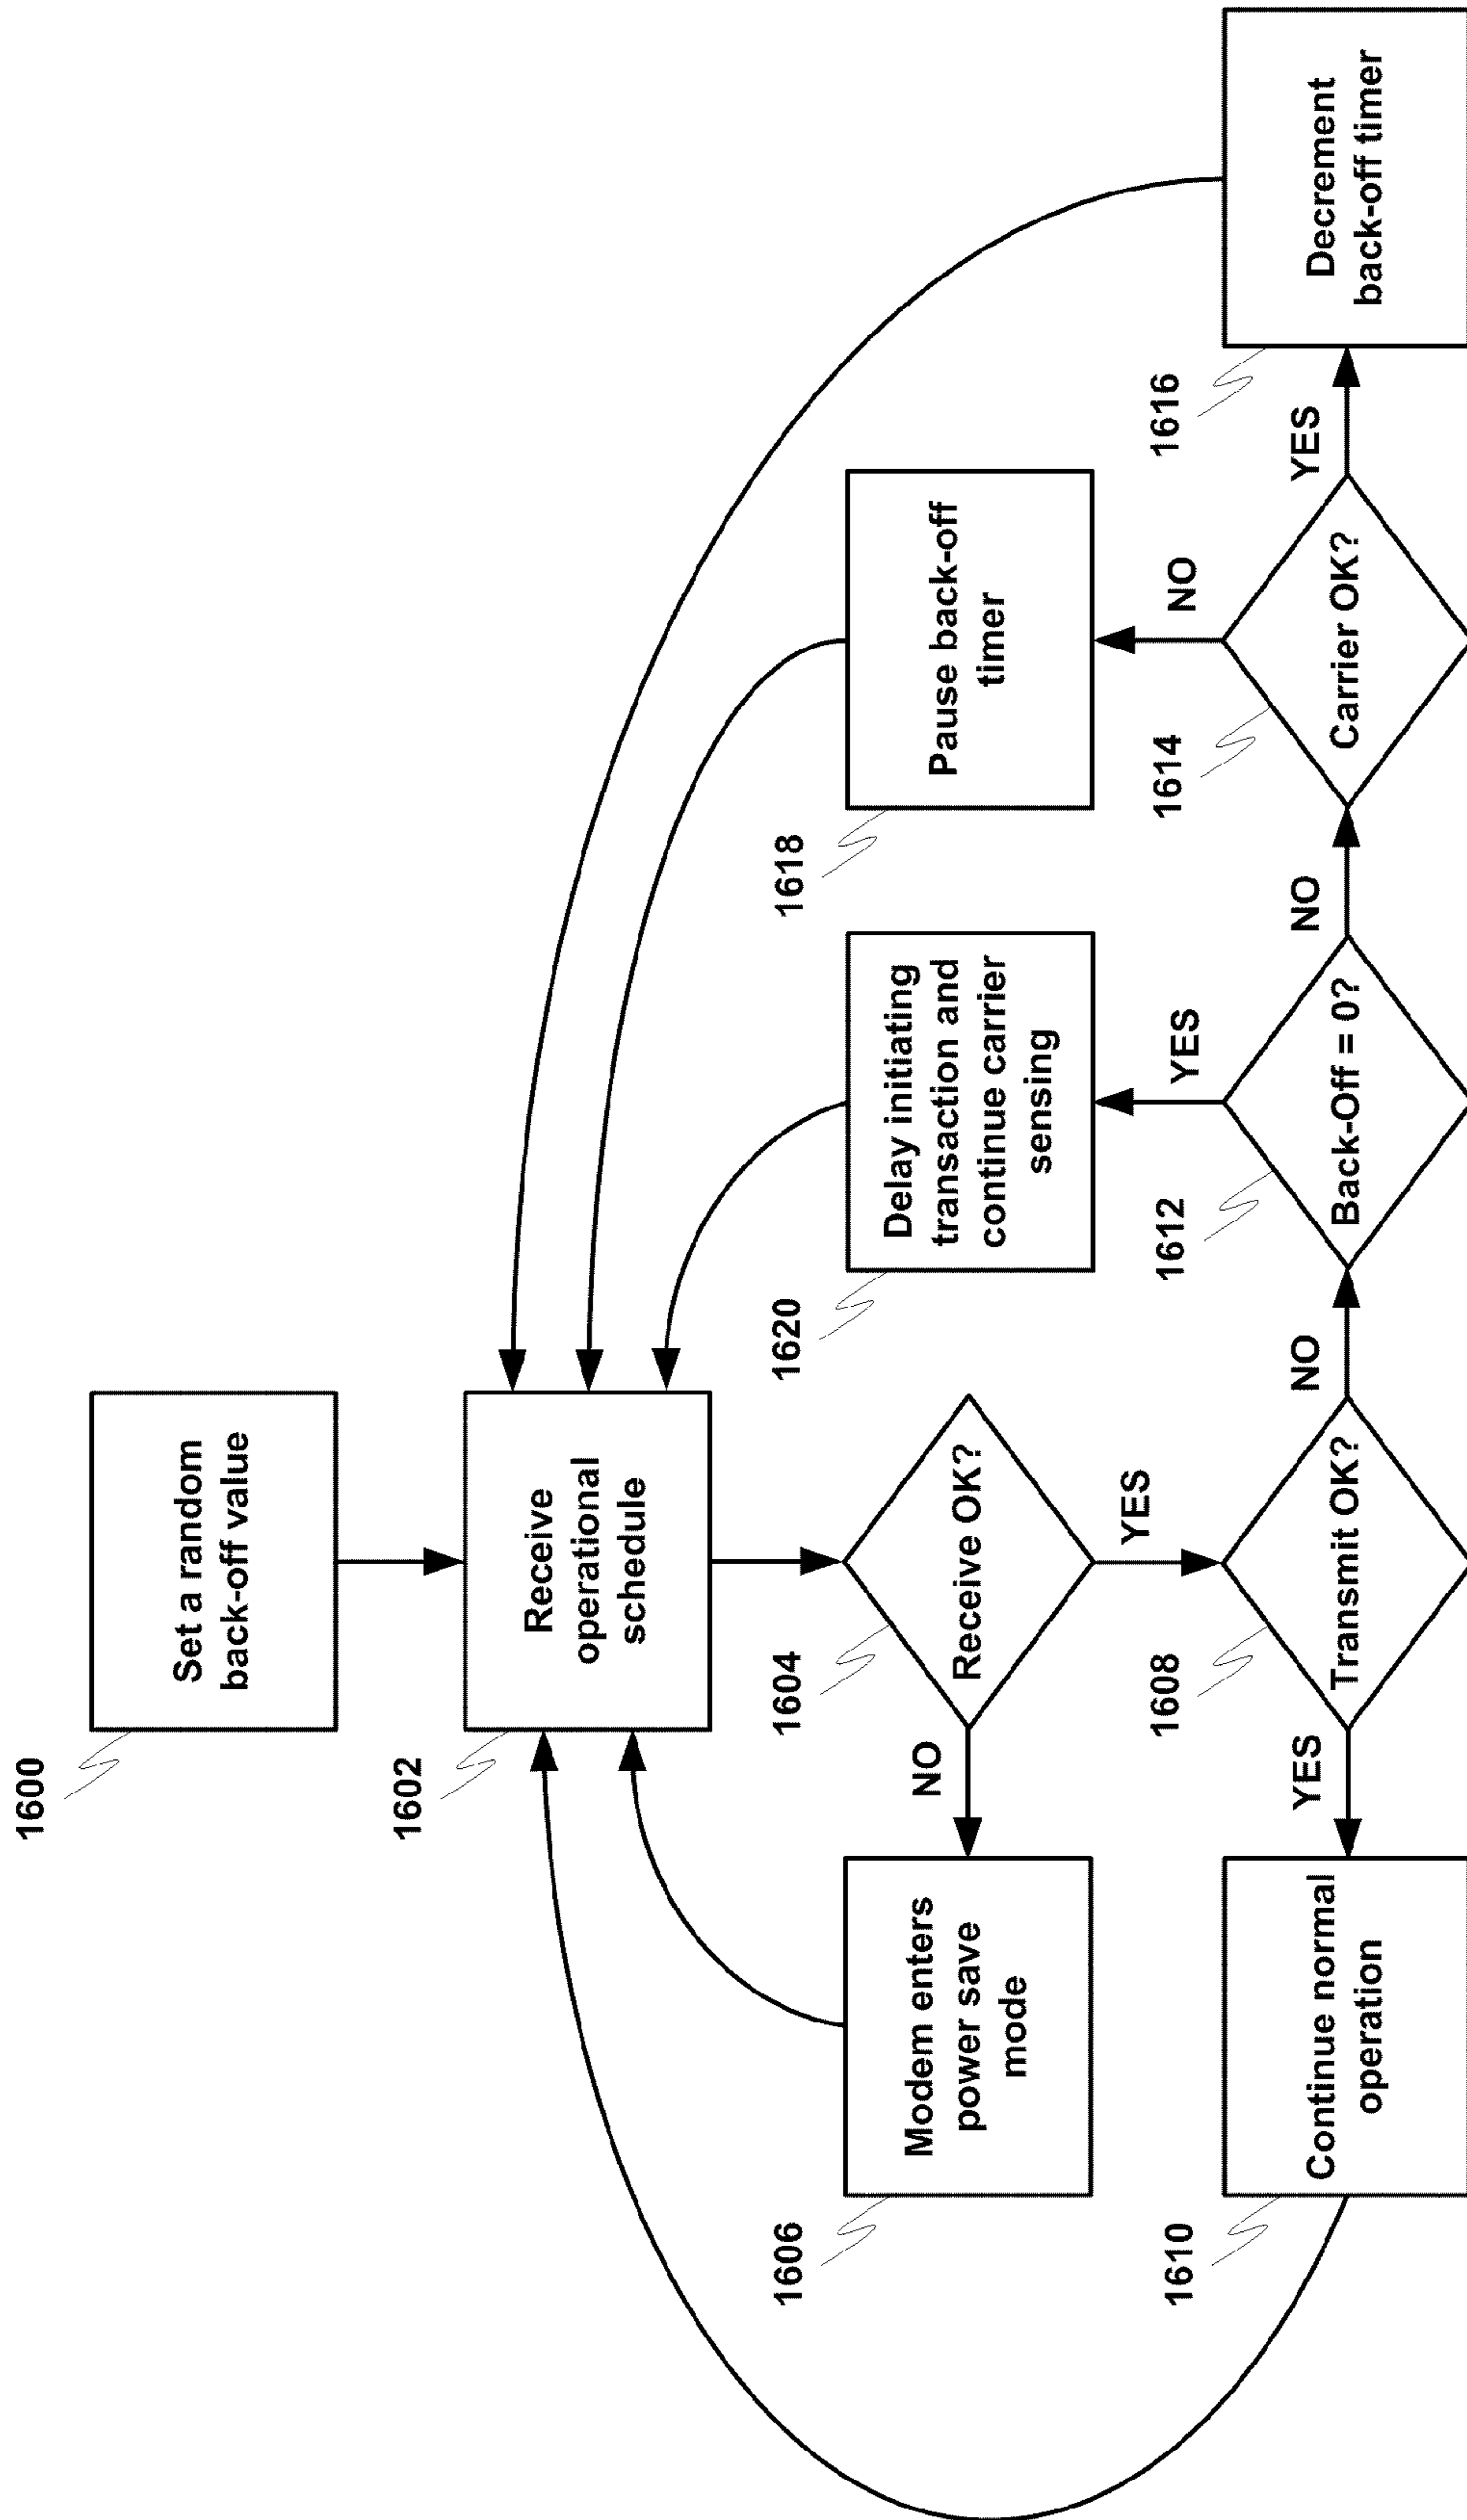 1600
Set a random
back-off value
1602
Receive
operational
schedule
1604
Receive OK?
NO
YES
1606
Modem enters
power save
mode
1608
Transmit OK?
YES
NO
1610
Continue normal
operation
1612
Back-Off = 0?
YES
NO
1620
Delay initiating
transaction and
continue carrier
sensing
1614
Carrier OK?
NO
YES
1618
Pause back-off
timer
1616
Decrement
back-off timer